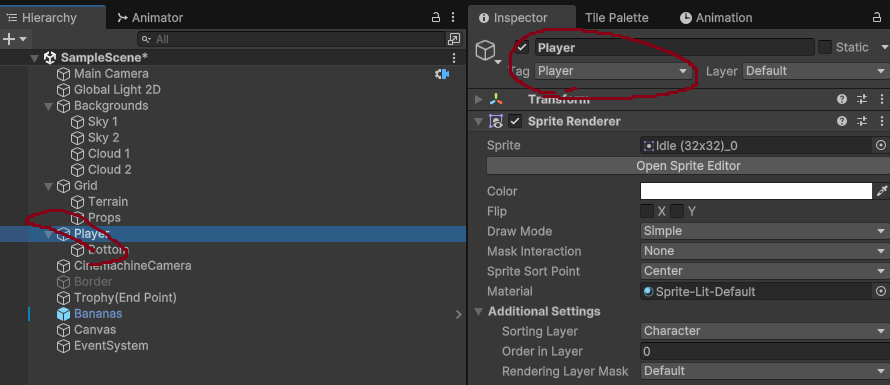 Hierarchy
Animator
All
SampleScene*
Main Camera
Global Light 2D
Backgrounds
Sky 1
Sky 2
Cloud 1
Cloud 2
Grid
Terrain
Props
Player
Bottom
CinemachineCamera
Border
Trophy(End Point)
Bananas
Canvas
EventSystem
Inspector
Tile Palette
Animation
Player
Static
Tag Player
Layer Default
Transform
Sprite Renderer
Sprite Idle (32x32)_0
Open Sprite Editor
Color
Flip X Y
Draw Mode Simple
Mask Interaction None
Sprite Sort Point Center
Material Sprite-Lit-Default
Additional Settings
Sorting Layer Character
Order in Layer 0
Rendering Layer Mask Default